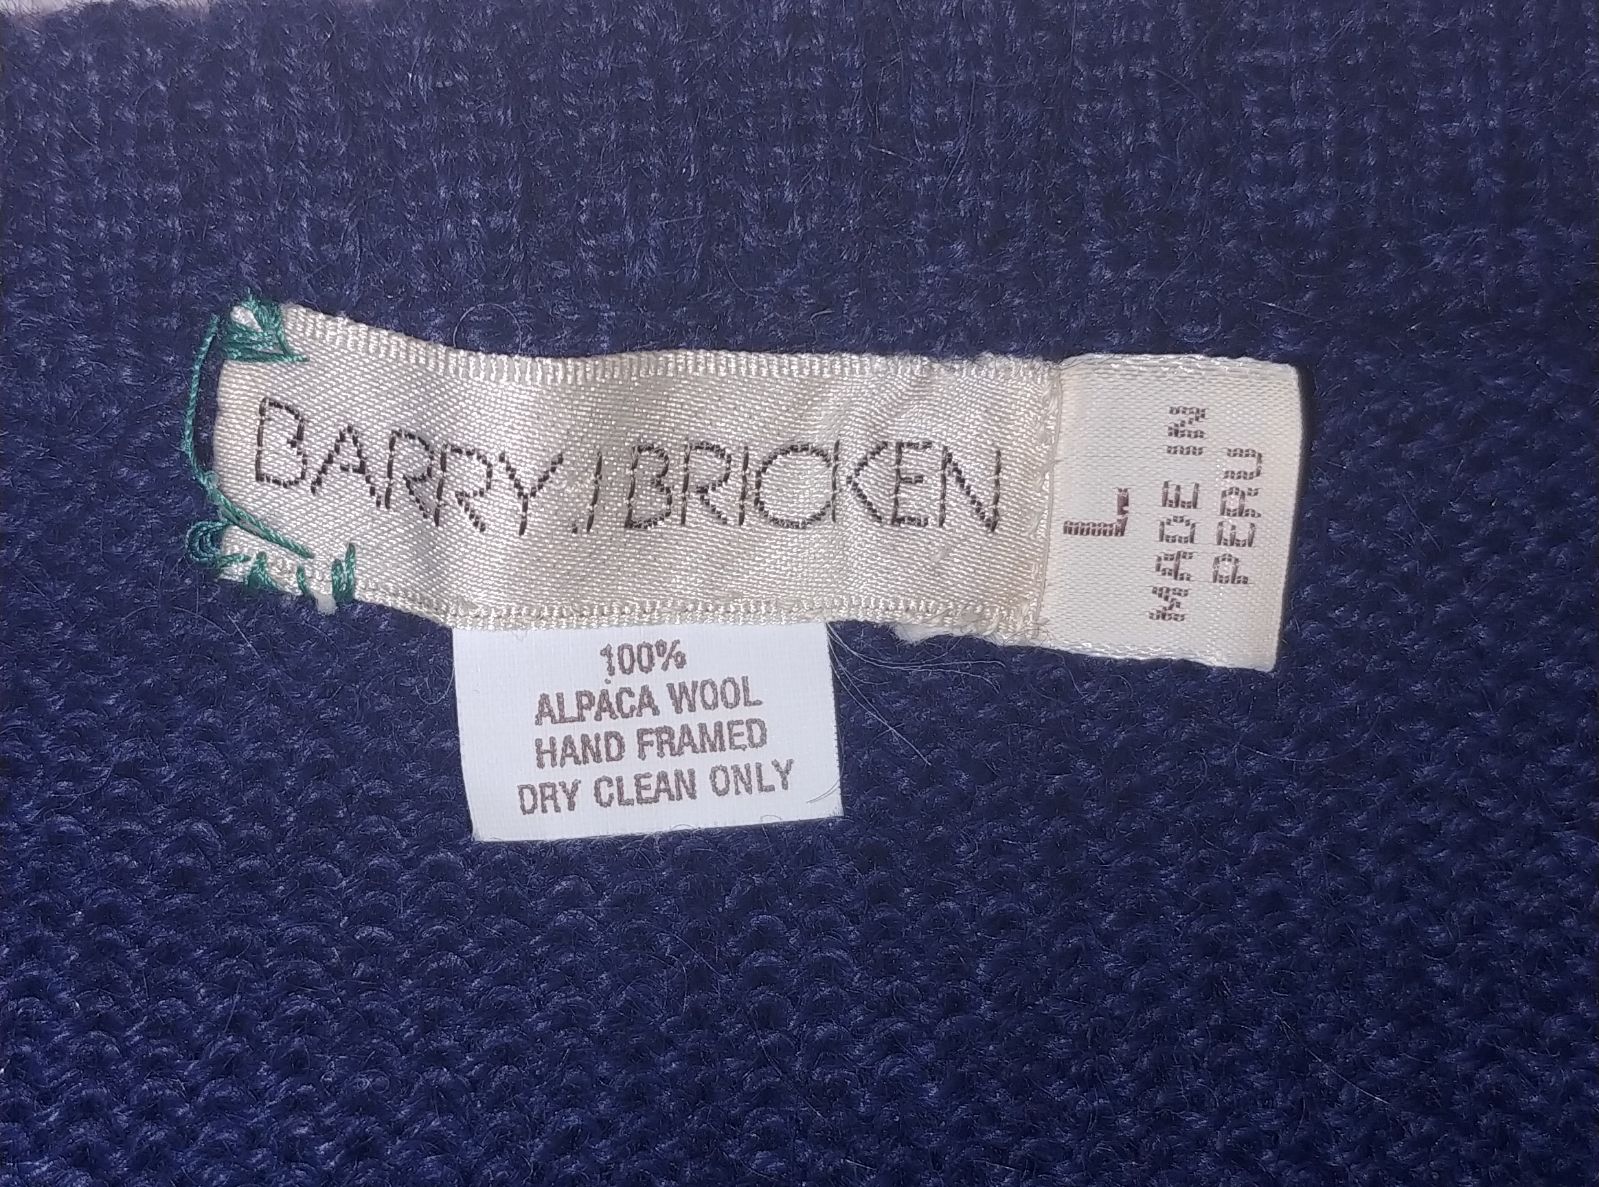 BARRY / BRICKEN
L
MADE IN
PERU
100%
ALPACA WOOL
HAND FRAMED
DRY CLEAN ONLY